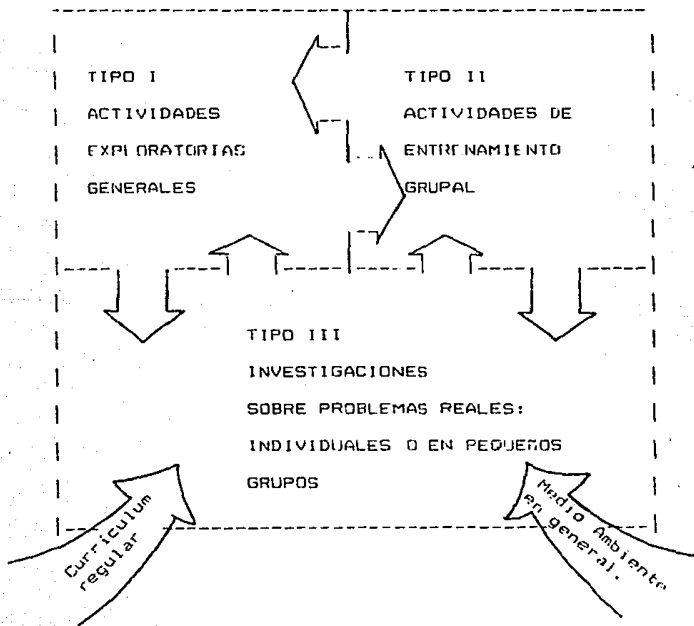 TIPO I
ACTIVIDADES
EXPLORATORIAS
GENERALES
TIPO II
ACTIVIDADES DE
ENTRENAMIENTO
GRUPAL
TIPO III
INVESTIGACIONES
SOBRE PROBLEMAS REALES:
INDIVIDUALES O EN PEQUEÑOS
GRUPOS
Curriculum
regular
Medio Ambiente
en general.